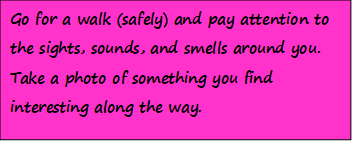 Go for a walk (safely) and pay attention to
the sights, sounds, and smells around you.
Take a photo of something you find
interesting along the way.